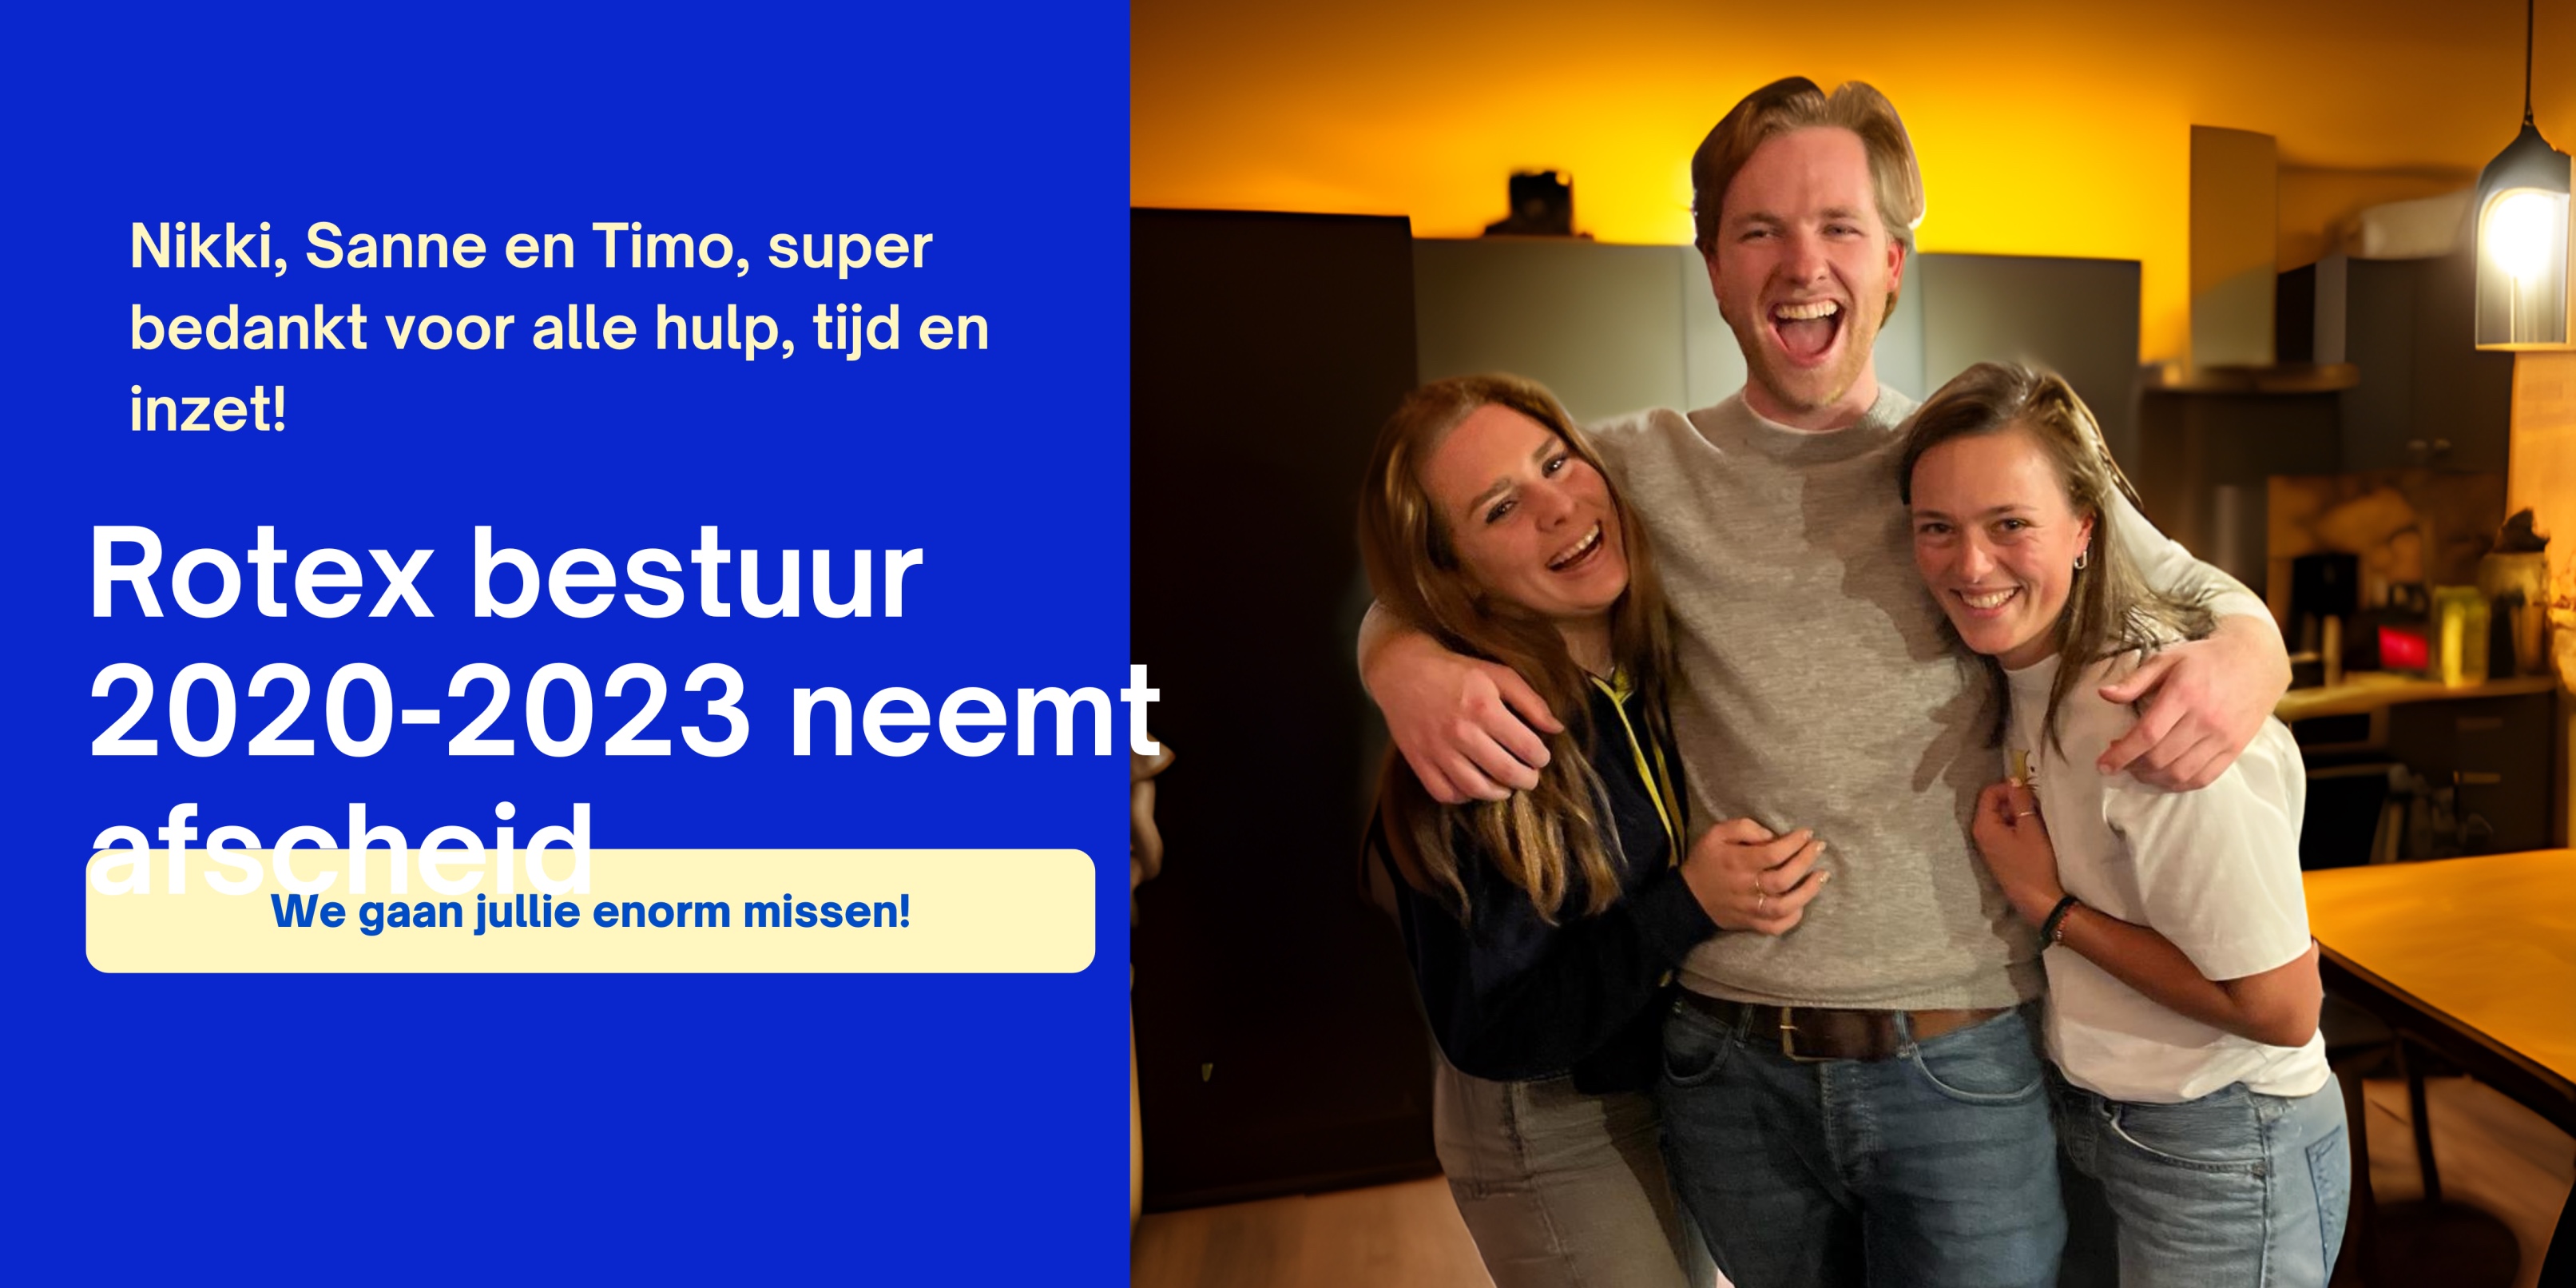 Nikki, Sanne en Timo, super
bedankt voor alle hulp, tijd en
inzet!
Rotex bestuur
2020-2023 neemt
afscheid
We gaan jullie enorm missen!